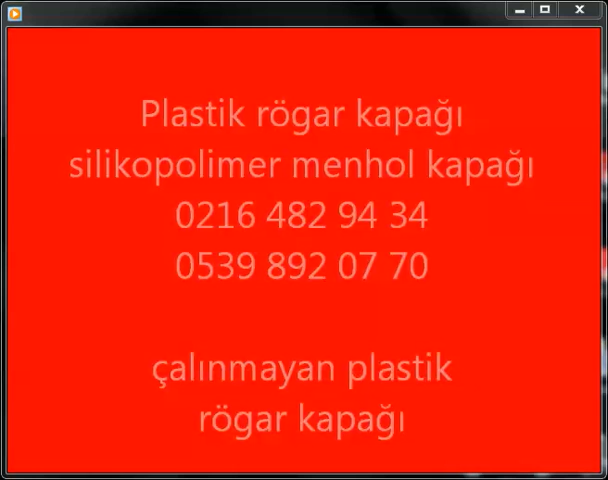 Plastik rögar kapağı
silikopolimer menhol kapağı
0216 482 94 34
0539 892 07 70
çalınmayan plastik
rögar kapağı